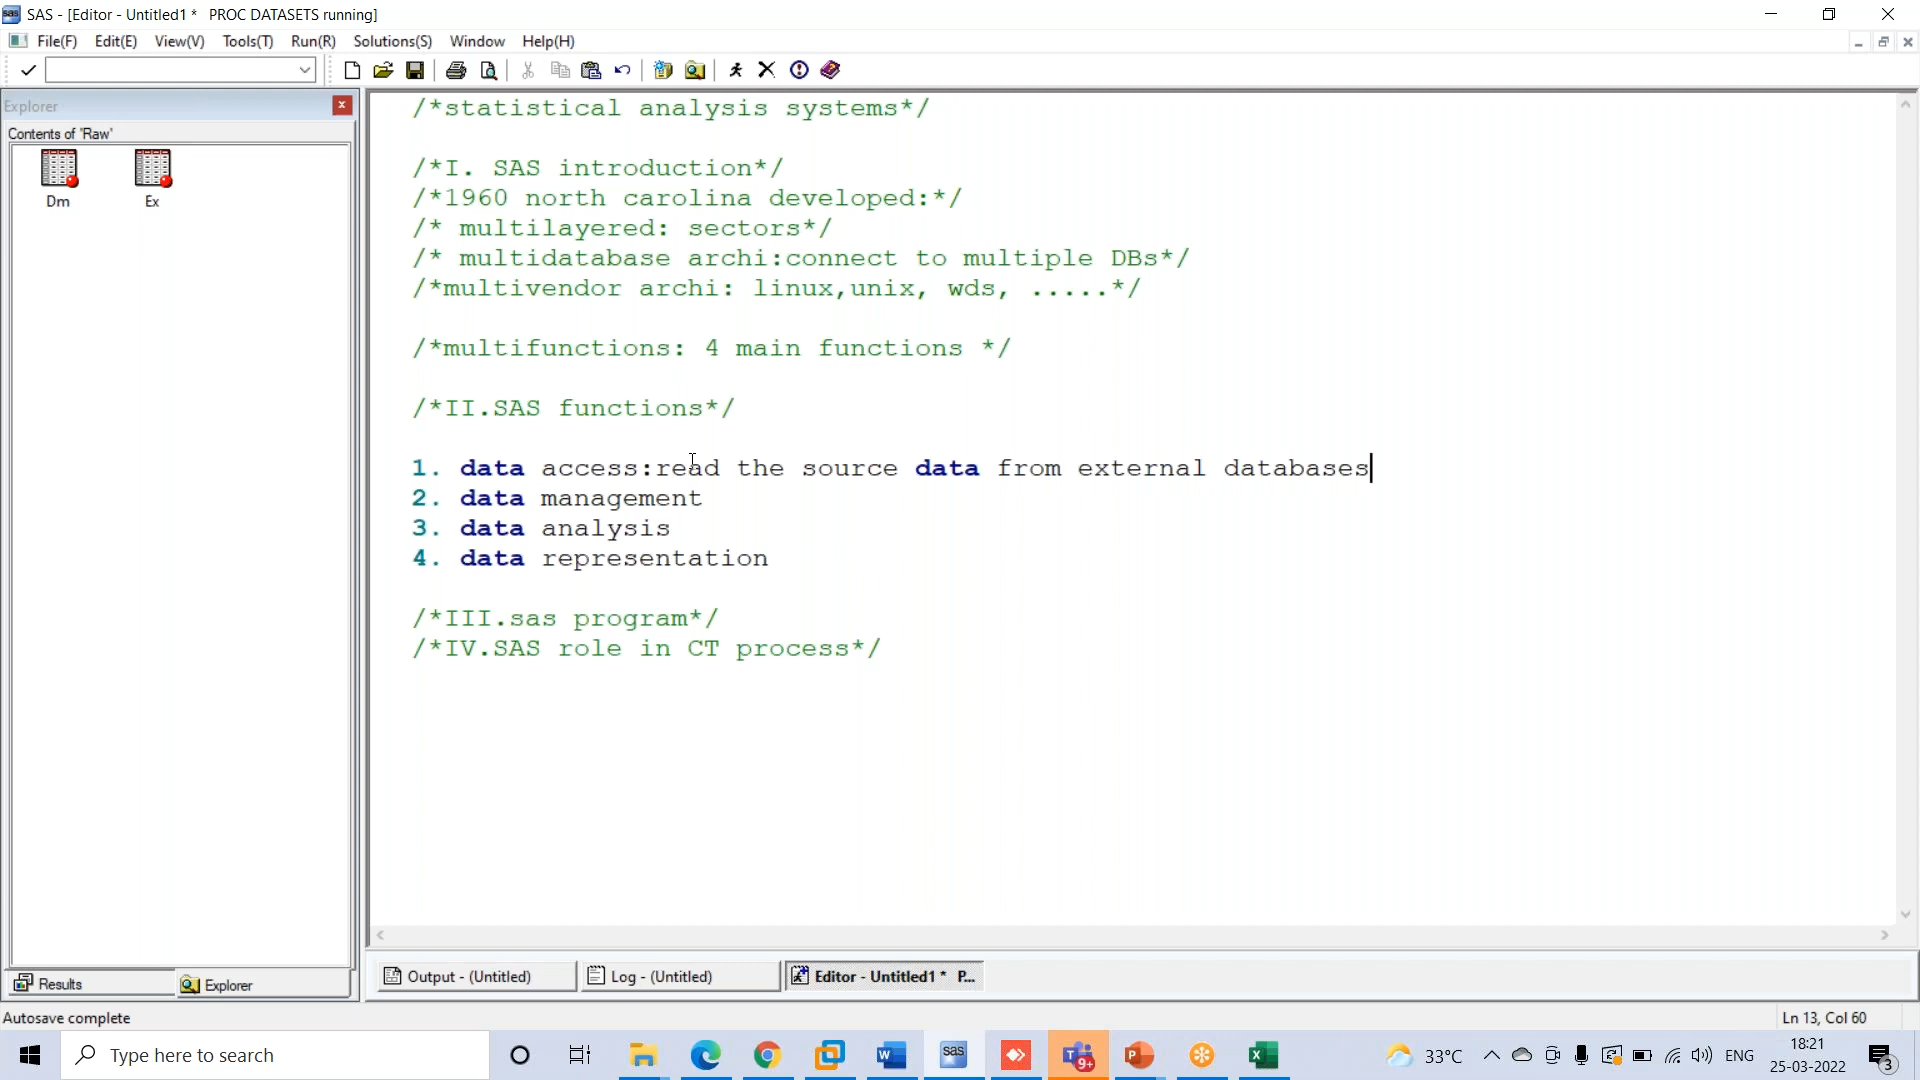 SAS - [Editor - Untitled1 * PROC DATASETS running]
File(F) Edit(E) View(V) Tools(T) Run(R) Solutions(S) Window Help(H)
Explorer
Contents of 'Raw'
Dm Ex
/*statistical analysis systems*/
/*I. SAS introduction*/
/*1960 north carolina developed:*/
/* multilayered: sectors*/
/* multidatabase archi:connect to multiple DBs*/
/*multivendor archi: linux,unix, wds, .....*/
/*multifunctions: 4 main functions */
/*II.SAS functions*/
1. data access:read the source data from external databases
2. data management
3. data analysis
4. data representation
/*III.sas program*/
/*IV.SAS role in CT process*/
Results Explorer
Output - (Untitled) Log - (Untitled) Editor - Untitled1 * P...
Autosave complete
Ln 13, Col 60
Type here to search
sas
9+
33°C
ENG
18:21
25-03-2022
3